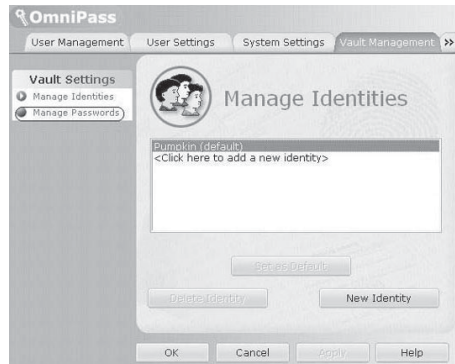 OmniPass
User Management User Settings System Settings Vault Management >>
Vault Settings
Manage Identities
Manage Passwords
Manage Identities
Pumpkin (default)
<Click here to add a new identity>
Set as Default
Delete Identity New Identity
OK Cancel Apply Help